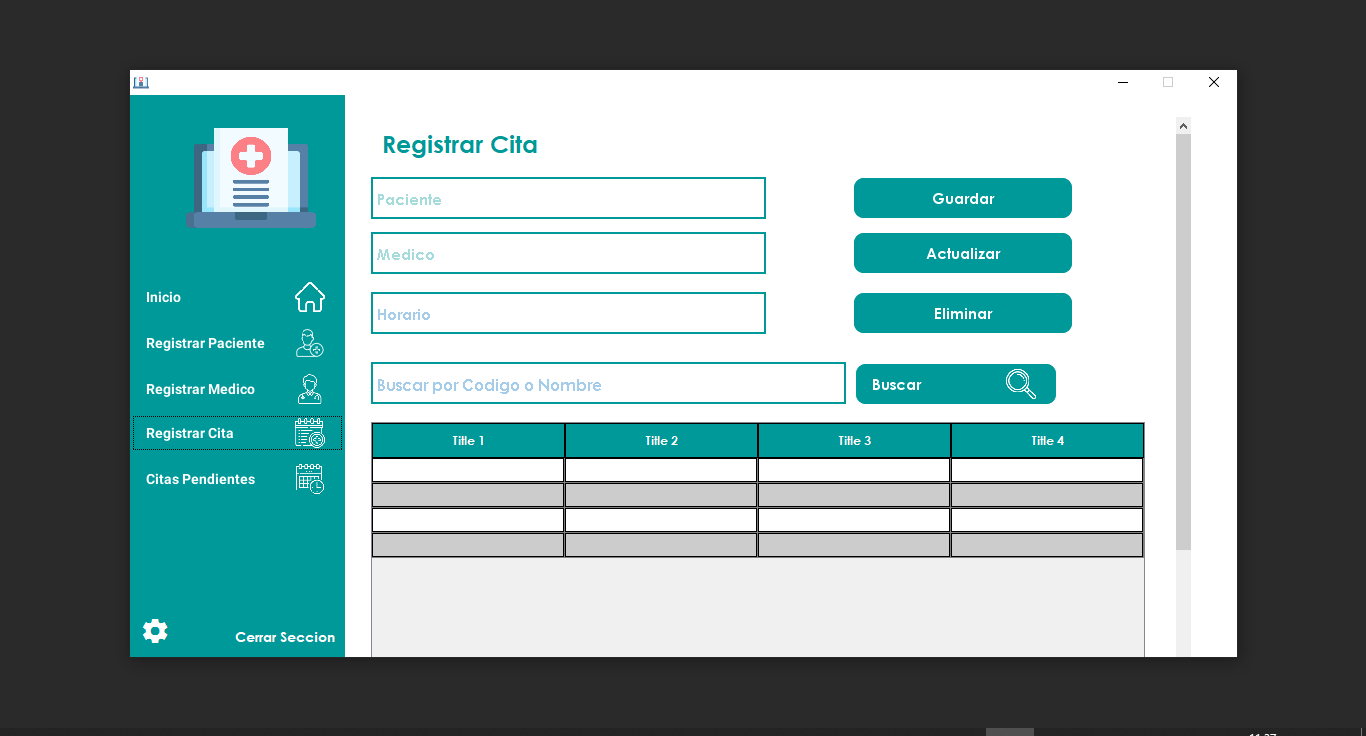 Registrar Cita
Paciente
Guardar
Medico
Actualizar
Inicio
Horario
Eliminar
Registrar Paciente
Registrar Medico
Buscar por Codigo o Nombre
Buscar
Registrar Cita
Title 1 Title 2 Title 3 Title 4
Citas Pendientes
Cerrar Seccion